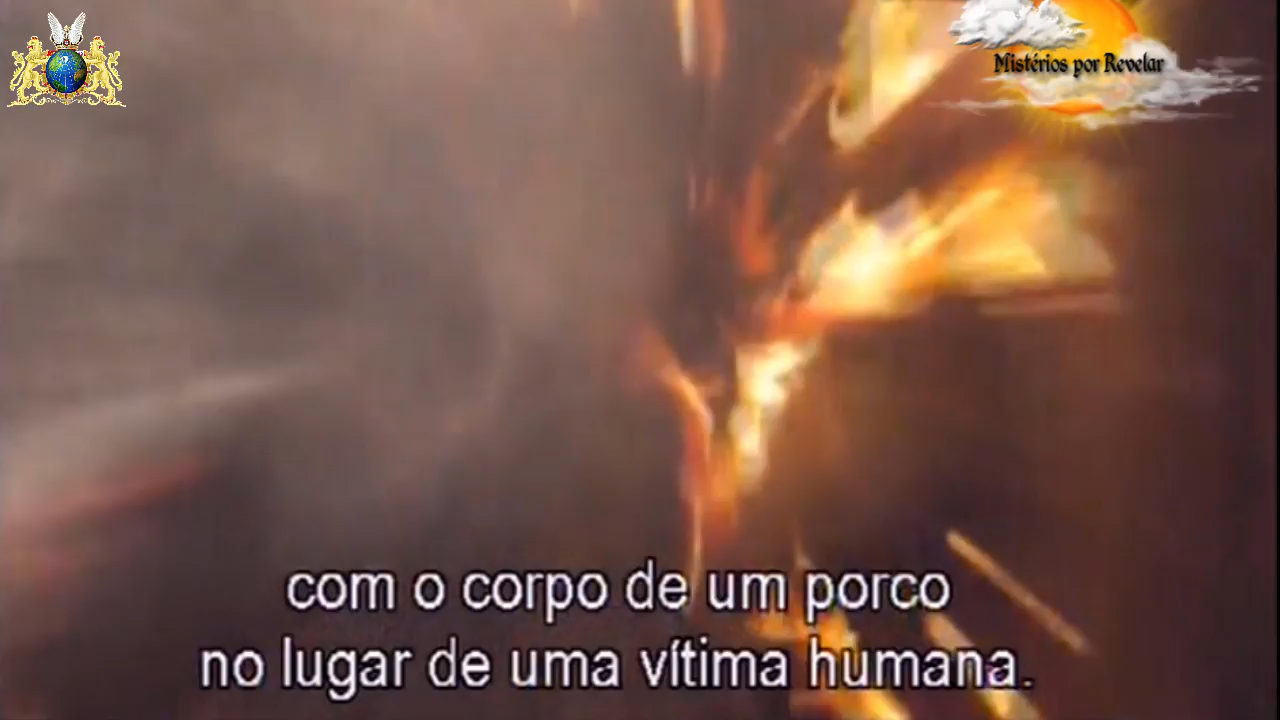 Mistérios por Revelar
com o corpo de um porco
no lugar de uma vítima humana.